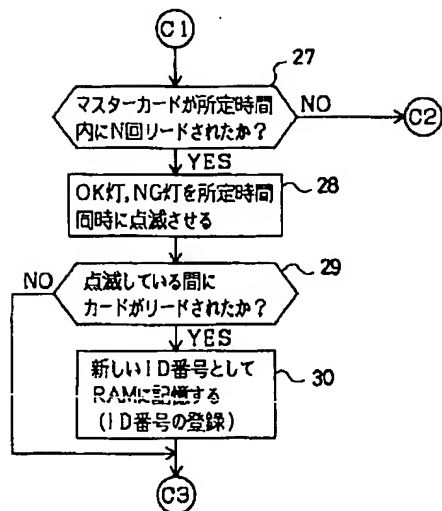 C1
27
マスターカードが所定時間
内にN回リードされたか?
NO
C2
YES
28
OK灯,NG灯を所定時間
同時に点滅させる
29
NO
点滅している間に
カードがリードされたか?
YES
30
新しいID番号として
RAMに記憶する
(ID番号の登録)
C3